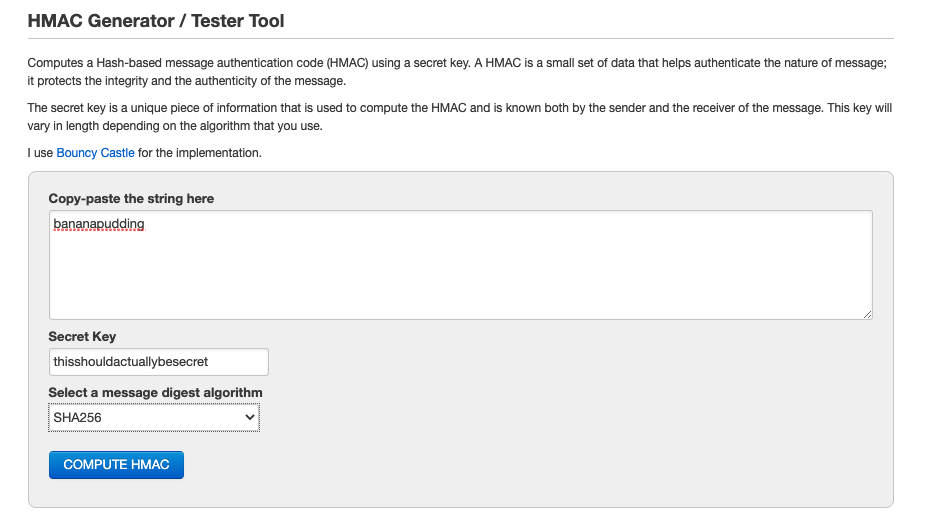 HMAC Generator / Tester Tool
Computes a Hash-based message authentication code (HMAC) using a secret key. A HMAC is a small set of data that helps authenticate the nature of message;
it protects the integrity and the authenticity of the message.
The secret key is a unique piece of information that is used to compute the HMAC and is known both by the sender and the receiver of the message. This key will
vary in length depending on the algorithm that you use.
I use Bouncy Castle for the implementation.
Copy-paste the string here
bananapudding
Secret Key
thisshouldactuallybesecret
Select a message digest algorithm
SHA256
COMPUTE HMAC